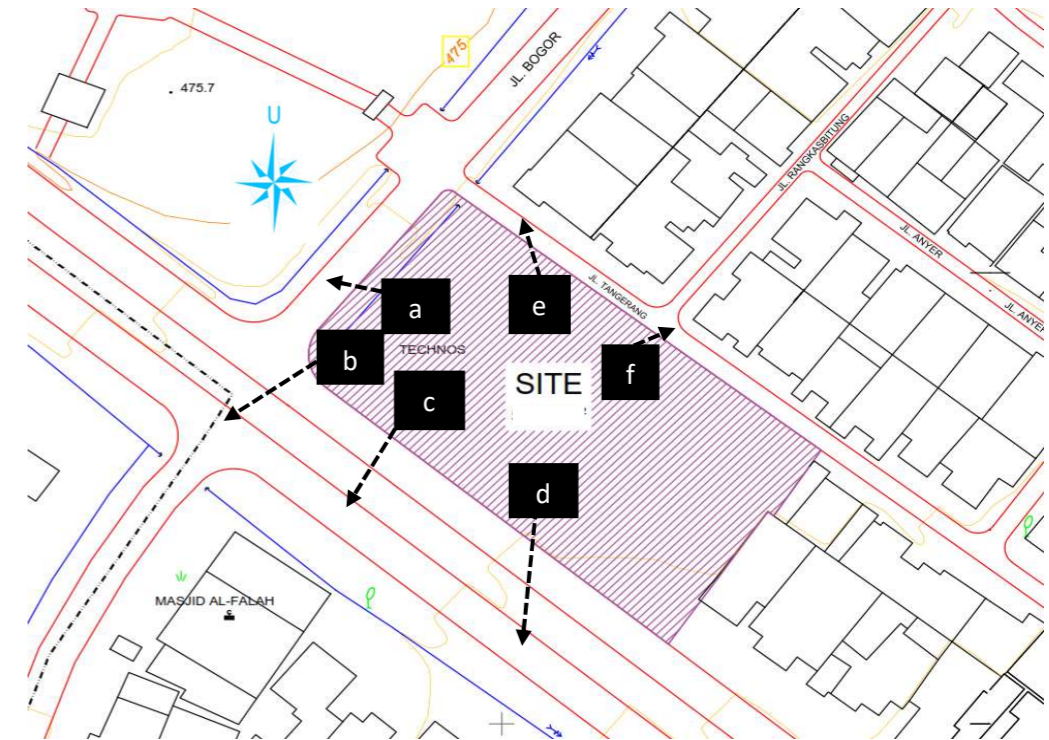 475
JL. BOGOR
475.7
U
JL. RANGKASBITUNG
JL. ANYER
JL. ANYER
JL. TANGERANG
a
e
b
TECHNOS
f
SITE
c
d
MASJID AL-FALAH